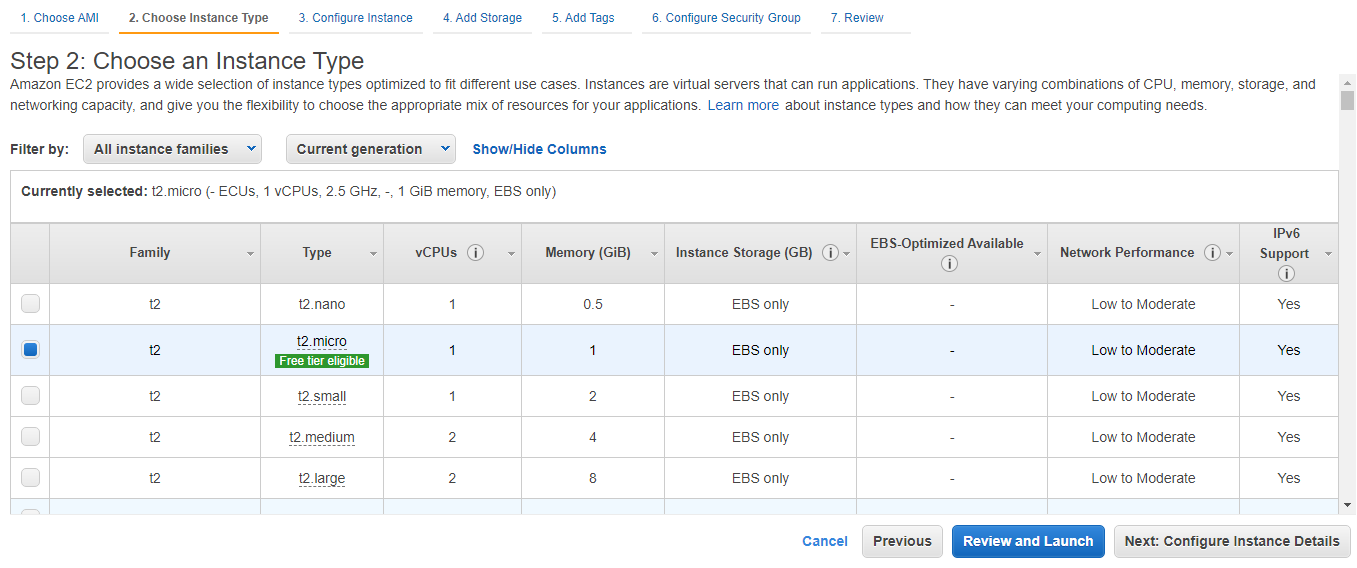 1. Choose AMI 2. Choose Instance Type 3. Configure Instance 4. Add Storage 5. Add Tags 6. Configure Security Group 7. Review
Step 2: Choose an Instance Type
Amazon EC2 provides a wide selection of instance types optimized to fit different use cases. Instances are virtual servers that can run applications. They have varying combinations of CPU, memory, storage, and
networking capacity, and give you the flexibility to choose the appropriate mix of resources for your applications. Learn more about instance types and how they can meet your computing needs.
Filter by: All instance families Current generation Show/Hide Columns
Currently selected: t2.micro (- ECUs, 1 vCPUs, 2.5 GHz, -, 1 GiB memory, EBS only)
Family Type vCPUs i Memory (GiB) Instance Storage (GB) i EBS-Optimized Available i Network Performance i IPv6 Support i
t2 t2.nano 1 0.5 EBS only - Low to Moderate Yes
t2 t2.micro 1 1 EBS only - Low to Moderate Yes
Free tier eligible
t2 t2.small 1 2 EBS only - Low to Moderate Yes
t2 t2.medium 2 4 EBS only - Low to Moderate Yes
t2 t2.large 2 8 EBS only - Low to Moderate Yes
Cancel Previous Review and Launch Next: Configure Instance Details